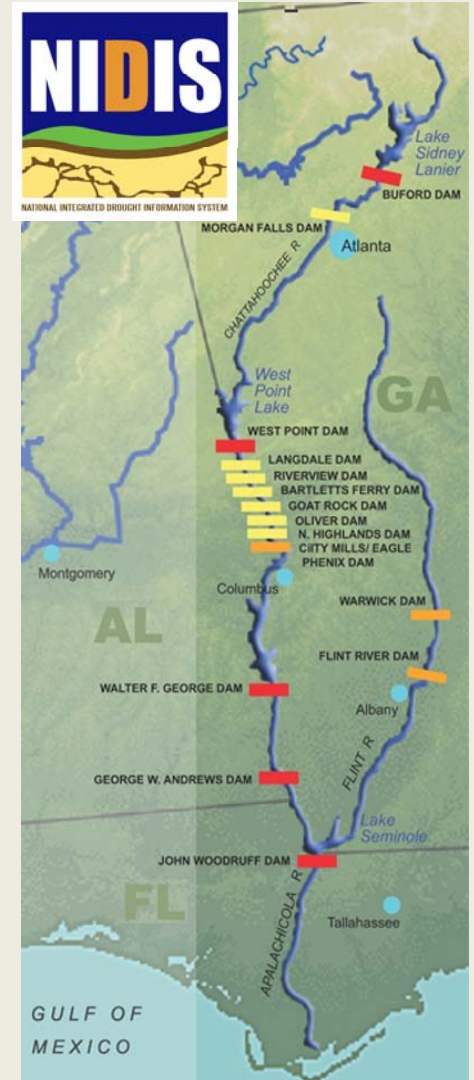 NIDIS
NATIONAL INTEGRATED DROUGHT INFORMATION SYSTEM
Lake
Sidney
Lanier
BUFORD DAM
MORGAN FALLS DAM
Atlanta
CHATTAHOOCHEE R
GA
West
Point
Lake
WEST POINT DAM
LANGDALE DAM
RIVERVIEW DAM
BARTLETTS FERRY DAM
GOAT ROCK DAM
OLIVER DAM
N. HIGHLANDS DAM
CIITY MILLS/ EAGLE
PHENIX DAM
Montgomery
Columbus
WARWICK DAM
AL
FLINT RIVER DAM
WALTER F. GEORGE DAM
Albany
FLINT R
GEORGE W. ANDREWS DAM
Lake
Seminole
JOHN WOODRUFF DAM
APALACHICOLA R
FL
Tallahassee
GULF OF
MEXICO